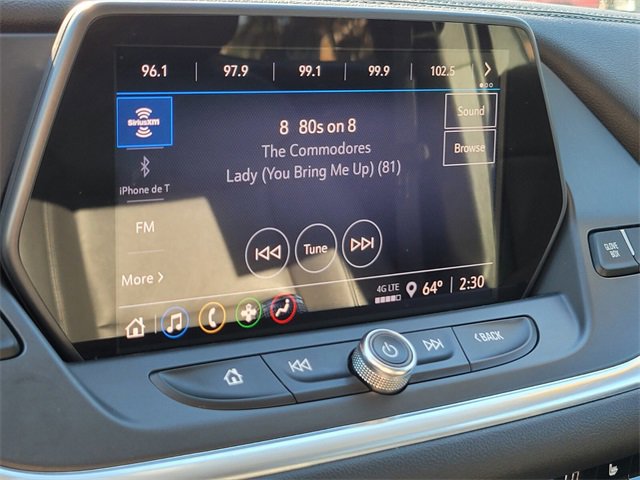 96.1 97.9 99.1 99.9 102.5
SiriusXM
8 80s on 8
Sound
The Commodores
Lady (You Bring Me Up) (81)
Browse
iPhone de T
FM
Tune
More
4G LTE 64° 2:30
GLOVE BOX
BACK